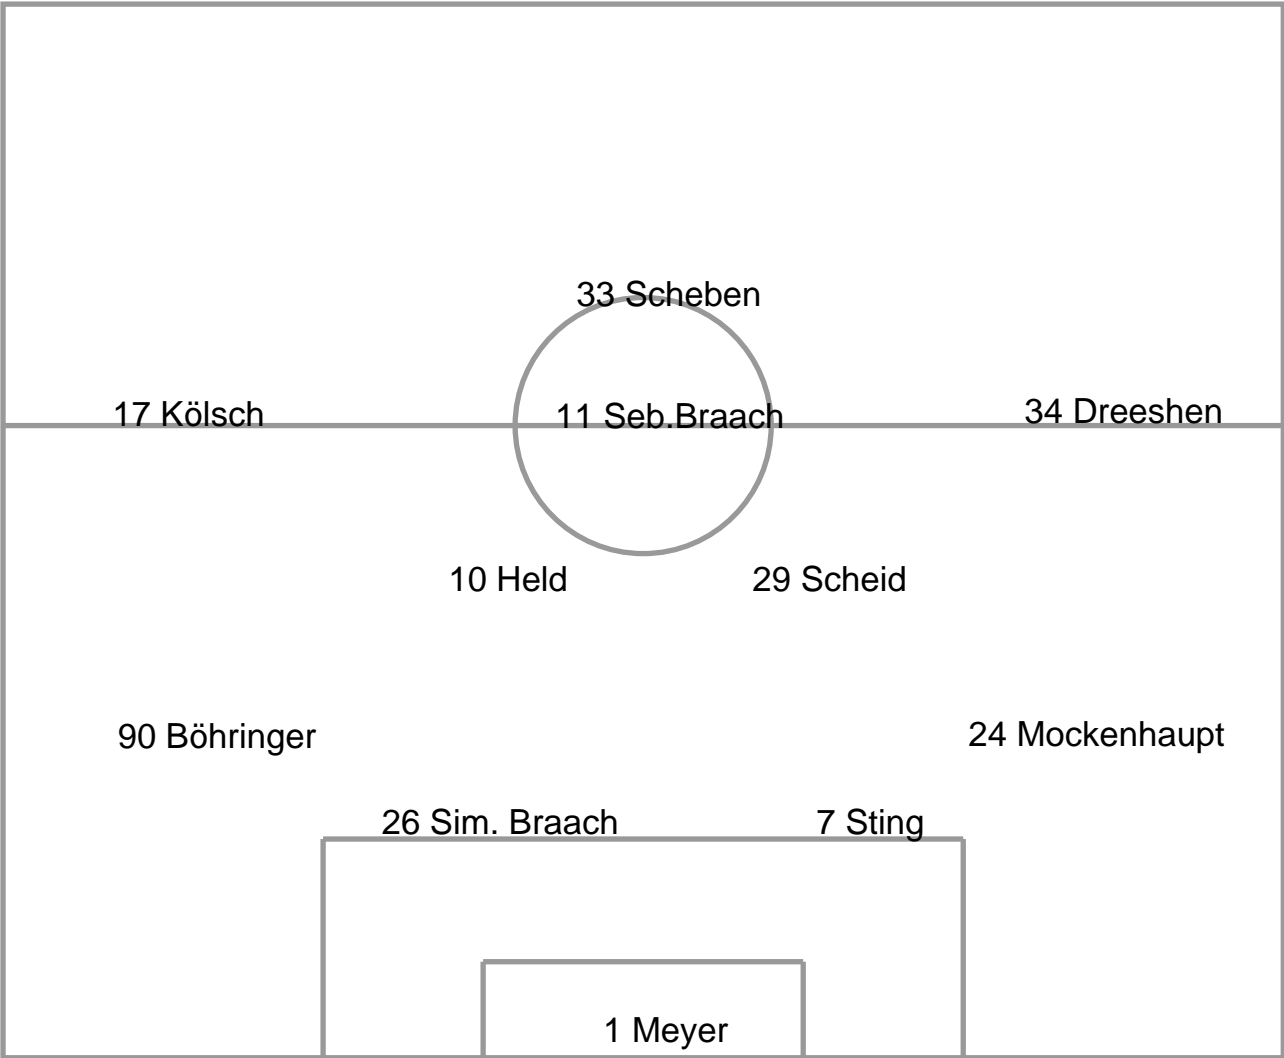 33 Scheben
17 Kölsch
11 Seb.Braach
34 Dreeshen
10 Held
29 Scheid
90 Böhringer
24 Mockenhaupt
26 Sim. Braach
7 Sting
1 Meyer